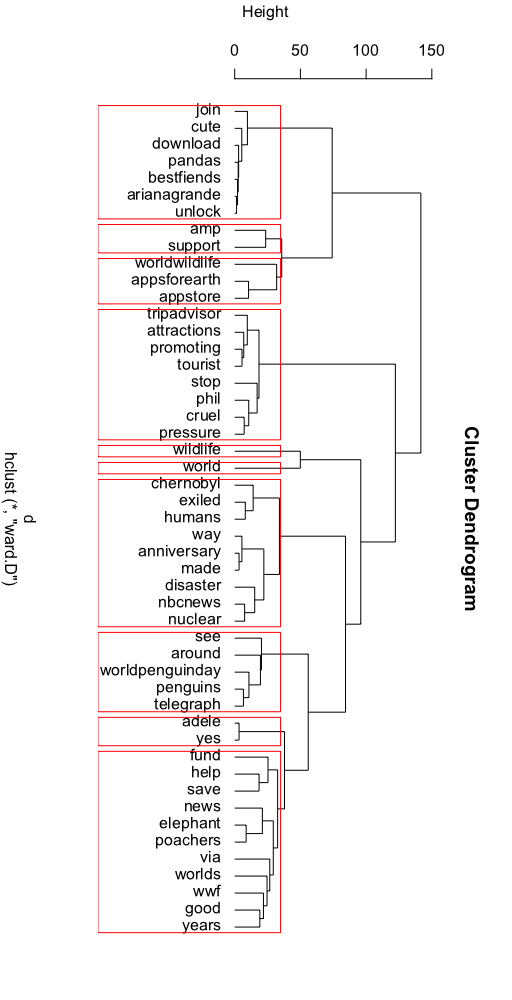 Height
0 50 100 150
join
cute
download
pandas
bestfiends
arianagrande
unlock
amp
support
worldwildlife
appsforearth
appstore
tripadvisor
attractions
promoting
tourist
stop
phil
cruel
pressure
wildlife
world
chernobyl
exiled
humans
way
anniversary
made
disaster
nbcnews
nuclear
see
around
worldpenguinday
penguins
telegraph
adele
yes
fund
help
save
news
elephant
poachers
via
worlds
wwf
good
years
Cluster Dendrogram
d
hclust (*, "ward.D")